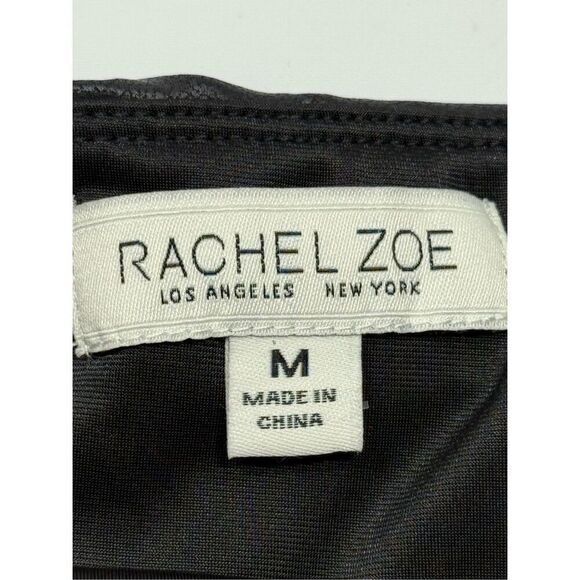 RACHEL ZOE
LOS ANGELES NEW YORK
M
MADE IN
CHINA